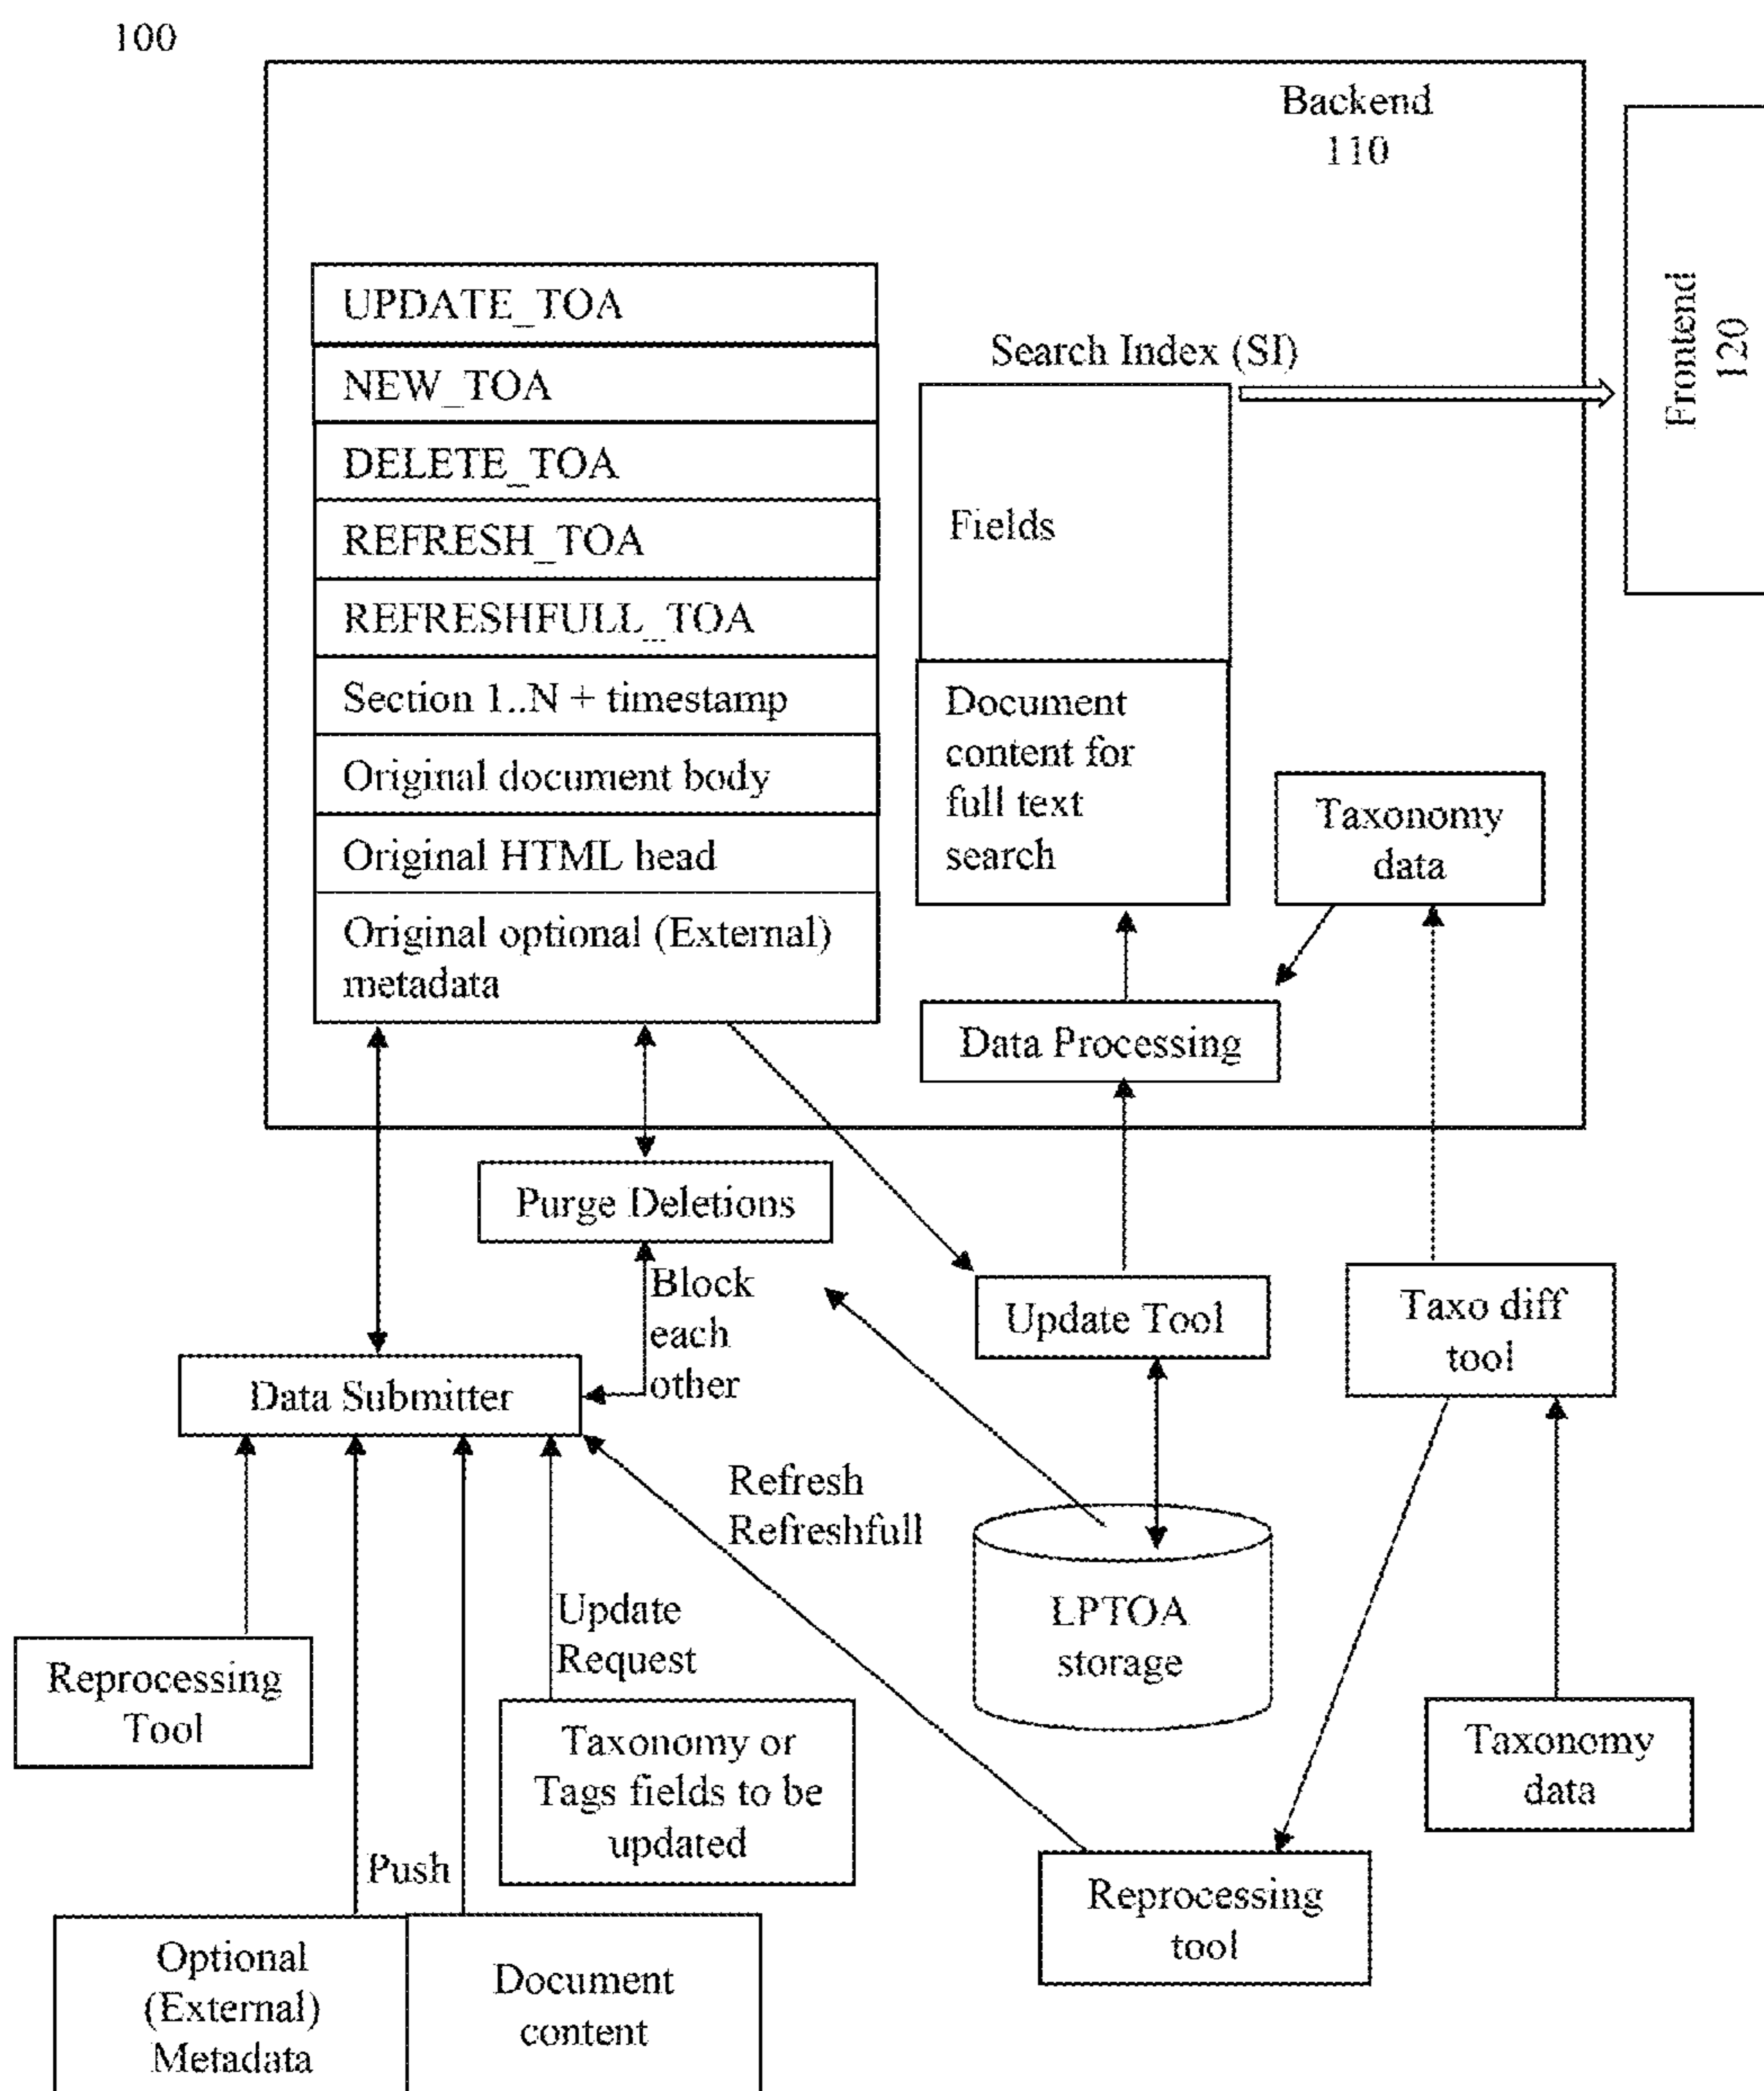 100
Backend
110
Frontend
120
UPDATE_TOA
NEW_TOA
DELETE_TOA
REFRESH_TOA
REFRESHFULL_TOA
Section 1..N + timestamp
Original document body
Original HTML head
Original optional (External)
metadata
Search Index (SI)
Fields
Document
content for
full text
search
Taxonomy
data
Data Processing
Purge Deletions
Block
each
other
Update Tool
Taxo diff
tool
Data Submitter
Refresh
Refreshfull
LPTOA
storage
Update
Request
Reprocessing
Tool
Taxonomy or
Tags fields to be
updated
Taxonomy
data
Push
Reprocessing
tool
Optional
(External)
Metadata
Document
content